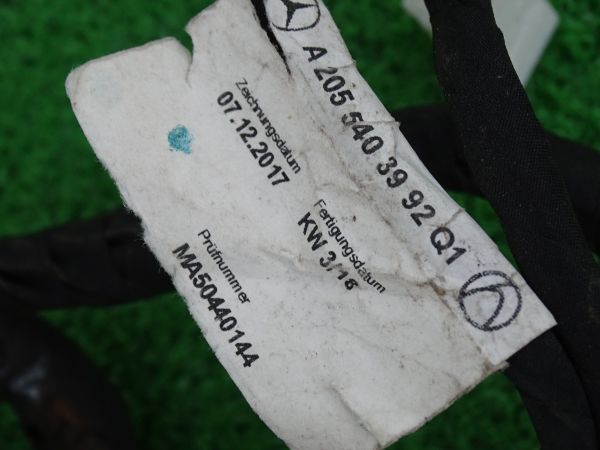 A 205 540 39 92 Q1
Zeichnungsdatum
07.12.2017
Fertigungsdatum
KW 3/18
Prüfnummer
MA50440144